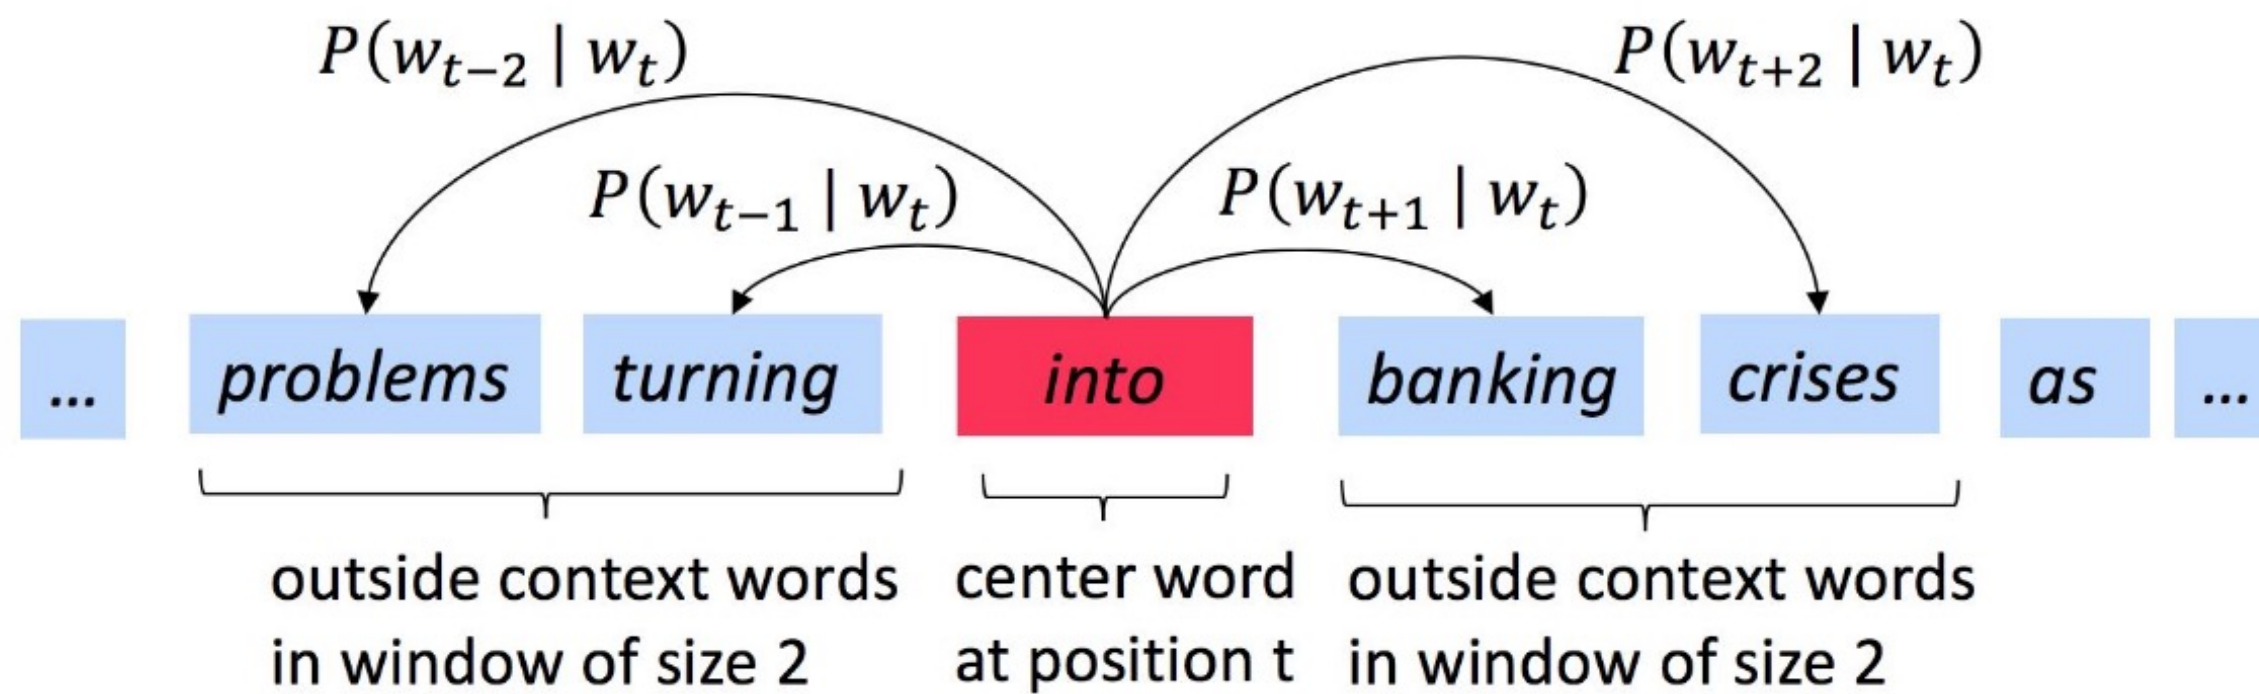 P(w_{t−2} | w_t) P(w_{t+2} | w_t)
P(w_{t−1} | w_t) P(w_{t+1} | w_t)
... problems turning into banking crises as ...
outside context words center word outside context words
in window of size 2 at position t in window of size 2